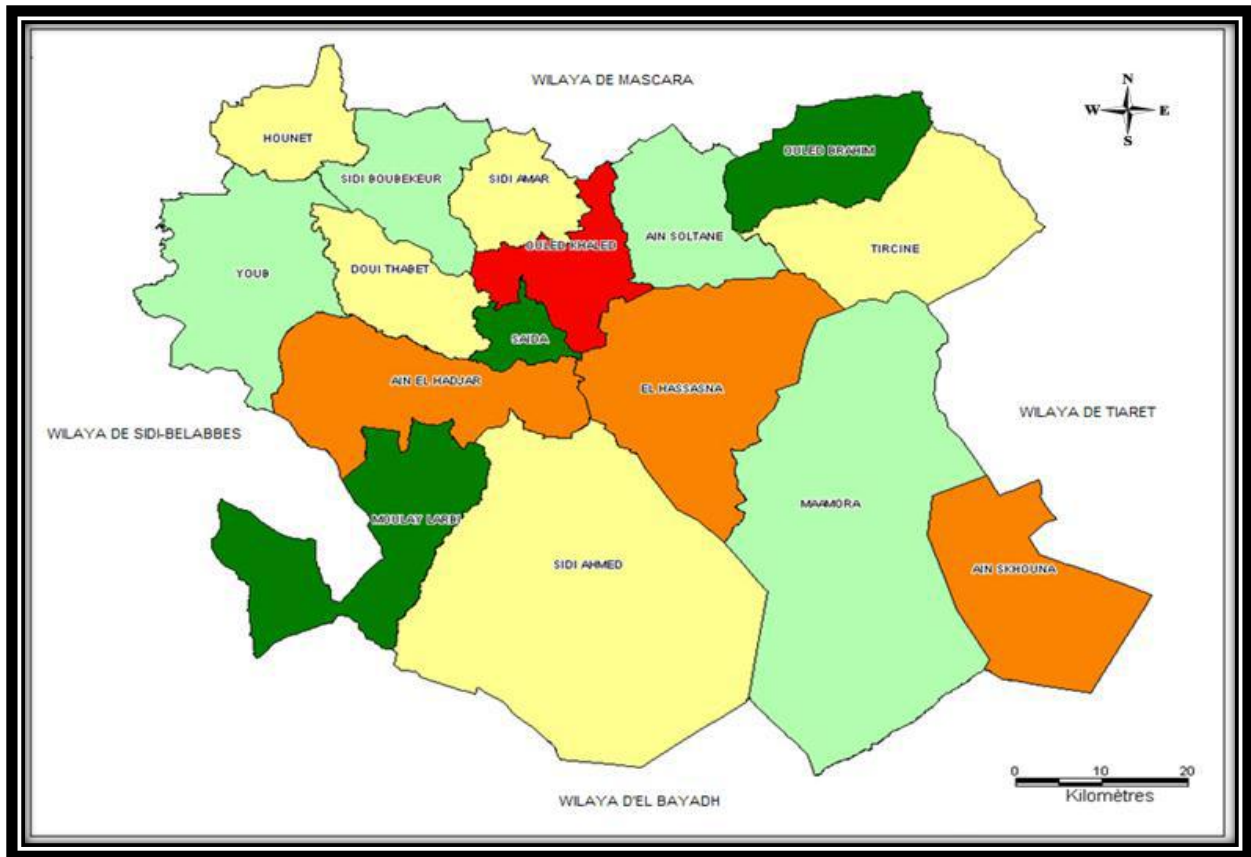 WILAYA DE MASCARA
N
W
E
S
HOUNET
OULED BRAHIM
SIDI BOUBEKEUR
SIDI AMAR
AIN SOLTANE
OULED KHALED
TIRCINE
YOUB
DOUI THABET
SAIDA
AIN EL HADJAR
EL HASSASNA
WILAYA DE TIARET
WILAYA DE SIDI-BELABBES
MAAMORA
MOULAY LARBI
SIDI AHMED
AIN SKHOUNA
0 10 20
Kilomètres
WILAYA D'EL BAYADH